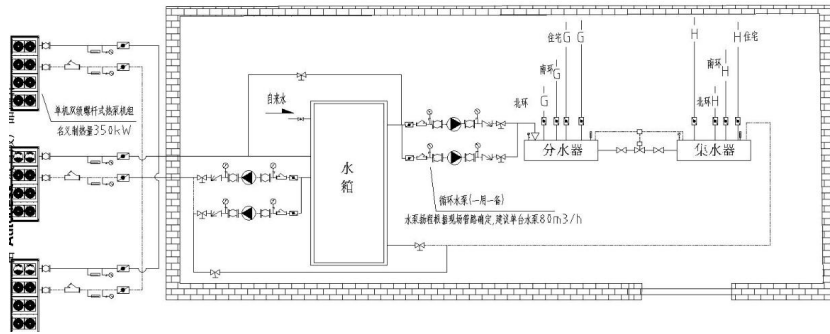 单机双级螺杆式热泵机组
名义制热量350kW
自来水
水箱
循环水泵(一用一备)
水泵扬程根据现场管路确定,建议单台水泵80m3/h
住宅 G G
南环 G
北环 G
分水器
H H 住宅
南环 H
北环 H
集水器